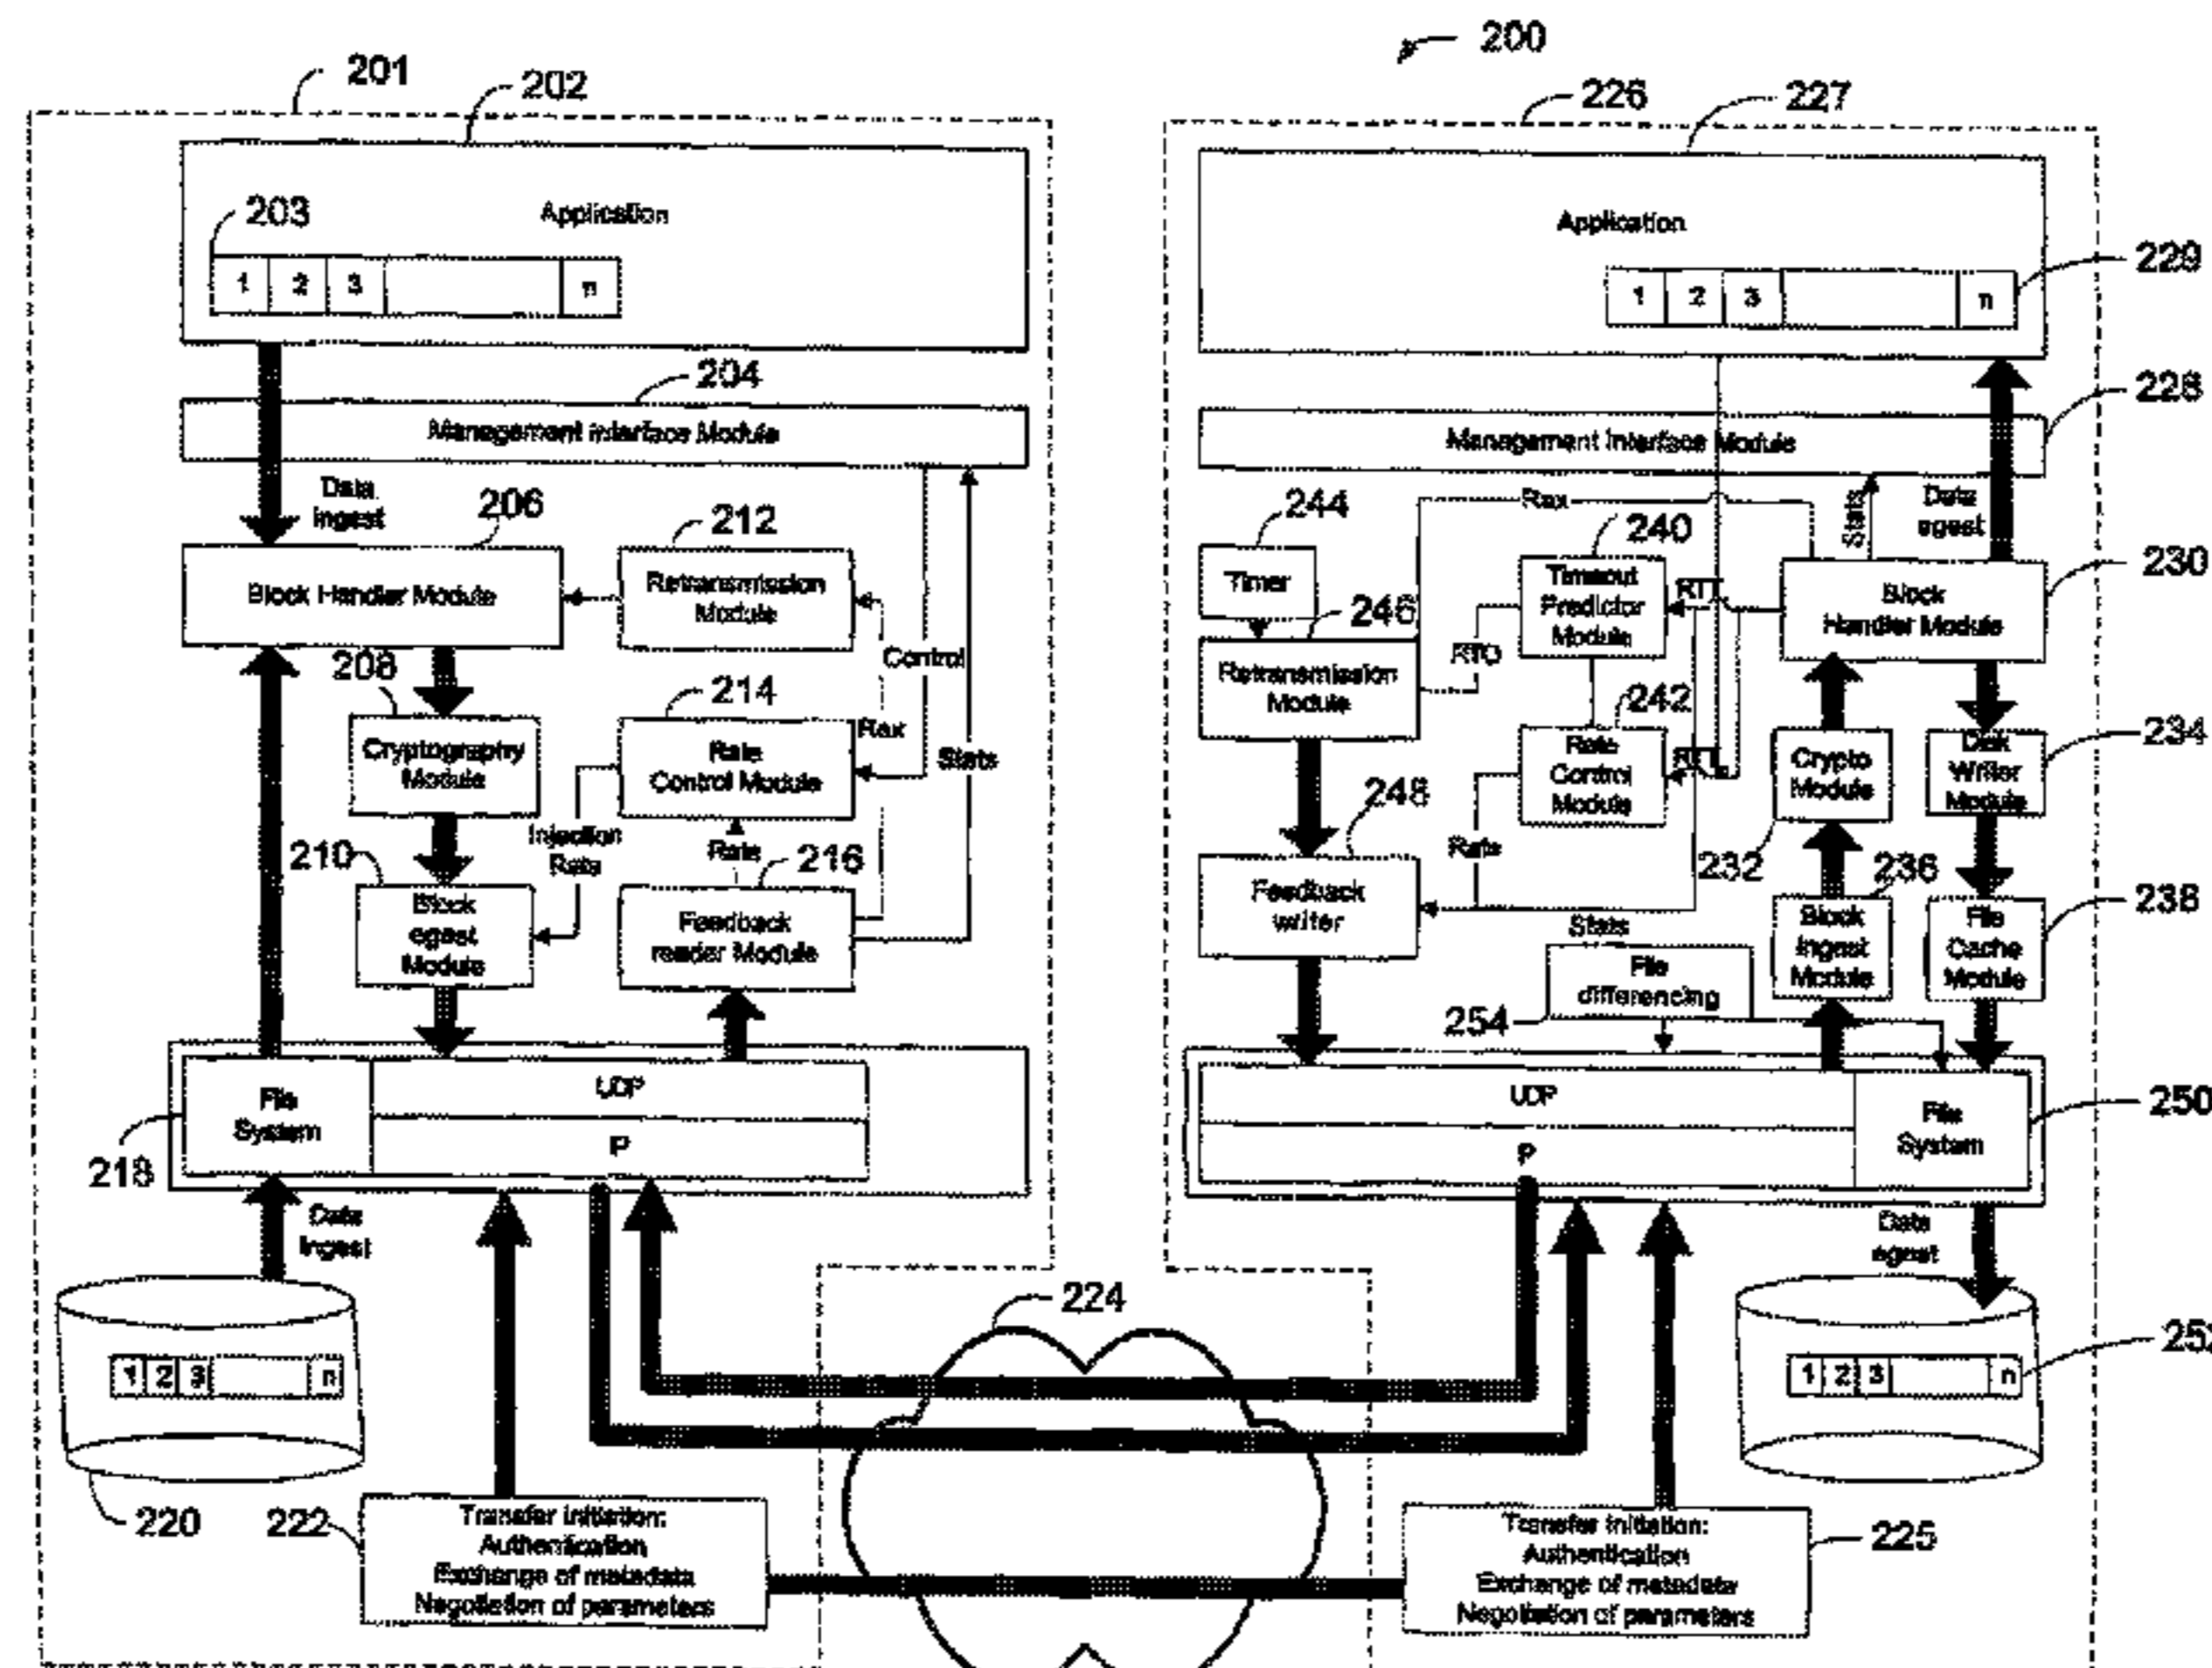 200
201
202
226
227
Application
203
1 2 3 n
Application
229
1 2 3 n
204
Management Interface Module
228
Management Interface Module
Data
ingest
206
212
Block Handler Module
Retransmission
Module
Control
Rex
Stats
208
Cryptography
Module
214
Rate
Control Module
Injection
Rate
Rate
210
Block
egest
Module
216
Feedback
reader Module
Rex
Stats
Data
egest
244
Timer
240
Timeout
Predictor
Module
RTT
230
Block
Handler Module
246
Retransmission
Module
RTO
242
Rate
Control
Module
RTT
Crypto
Module
232
Disk
Writer
Module
234
248
Feedback
writer
Rate
Stats
236
Block
Ingest
Module
File
Cache
Module
238
File
differencing
254
File
System
218
UDP
IP
UDP
IP
File
System
250
Data
Ingest
Data
egest
1 2 3 n
220
224
1 2 3 n
222
Transfer initiation:
Authentication
Exchange of metadata
Negotiation of parameters
Transfer initiation:
Authentication
Exchange of metadata
Negotiation of parameters
225